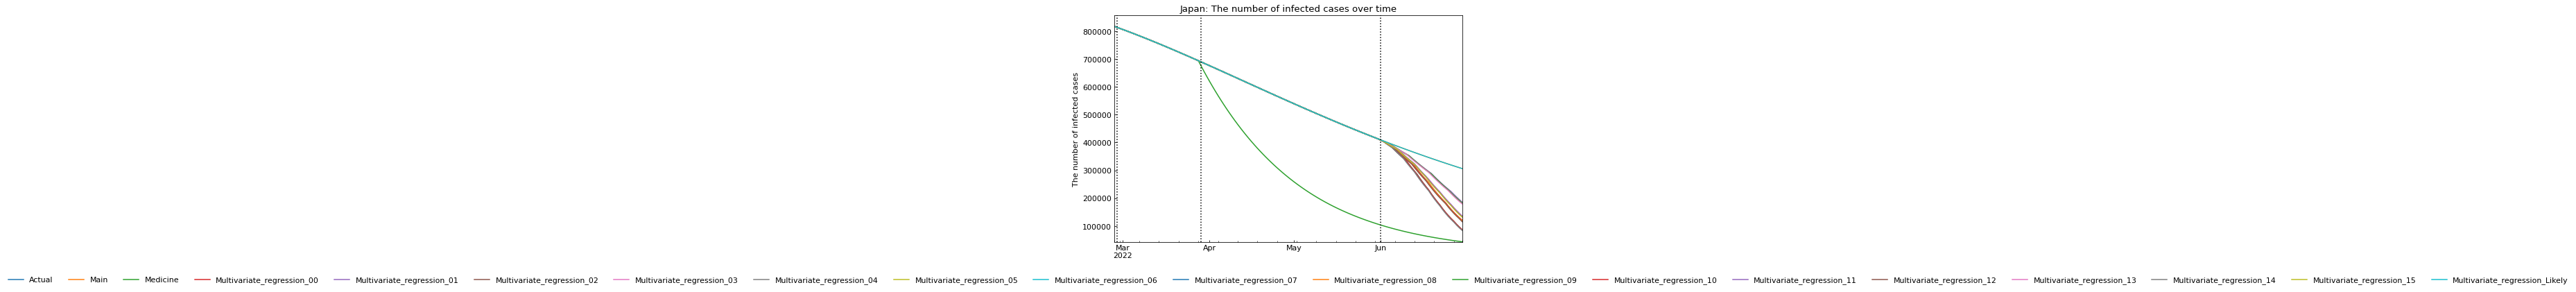 Japan: The number of infected cases over time
The number of infected cases
800000
700000
600000
500000
400000
300000
200000
100000
Mar Apr May Jun
2022
Actual Main Medicine Multivariate_regression_00 Multivariate_regression_01 Multivariate_regression_02 Multivariate_regression_03 Multivariate_regression_04 Multivariate_regression_05 Multivariate_regression_06 Multivariate_regression_07 Multivariate_regression_08 Multivariate_regression_09 Multivariate_regression_10 Multivariate_regression_11 Multivariate_regression_12 Multivariate_regression_13 Multivariate_regression_14 Multivariate_regression_15 Multivariate_regression_Likely